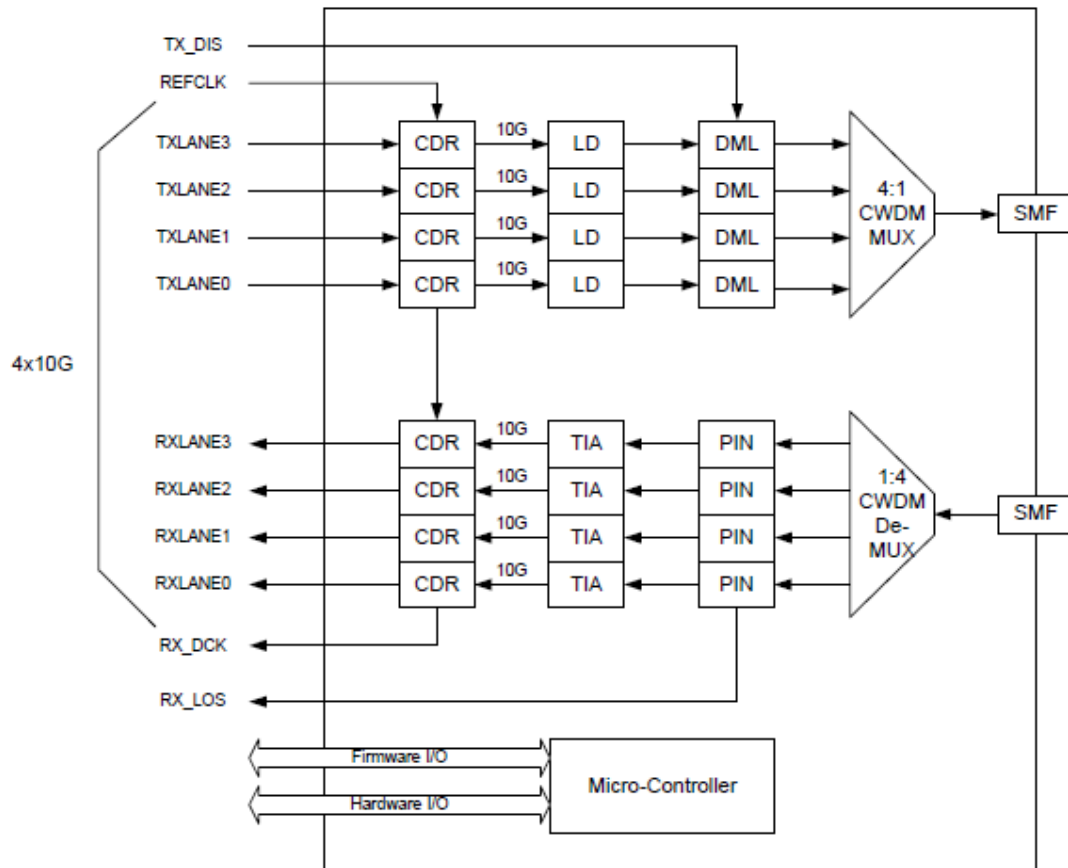 TX_DIS
REFCLK
TXLANE3 CDR 10G LD DML
TXLANE2 CDR 10G LD DML
TXLANE1 CDR 10G LD DML
TXLANE0 CDR 10G LD DML
4:1
CWDM
MUX
SMF
4x10G
RXLANE3 CDR 10G TIA PIN
RXLANE2 CDR 10G TIA PIN
RXLANE1 CDR 10G TIA PIN
RXLANE0 CDR 10G TIA PIN
1:4
CWDM
De-
MUX
SMF
RX_DCK
RX_LOS
Firmware I/O
Hardware I/O
Micro-Controller